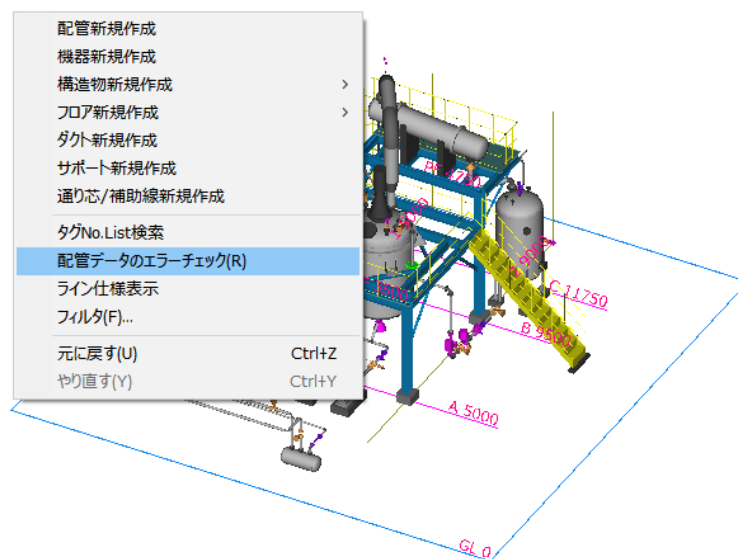 配管新規作成
機器新規作成
構造物新規作成
フロア新規作成
ダクト新規作成
サポート新規作成
通り芯/補助線新規作成
タグNo.List検索
配管データのエラーチェック(R)
ライン仕様表示
フィルタ(F)...
元に戻す(U) Ctrl+Z
やり直す(Y) Ctrl+Y
9000
C 11750
B 9500
A 5000
GL 0